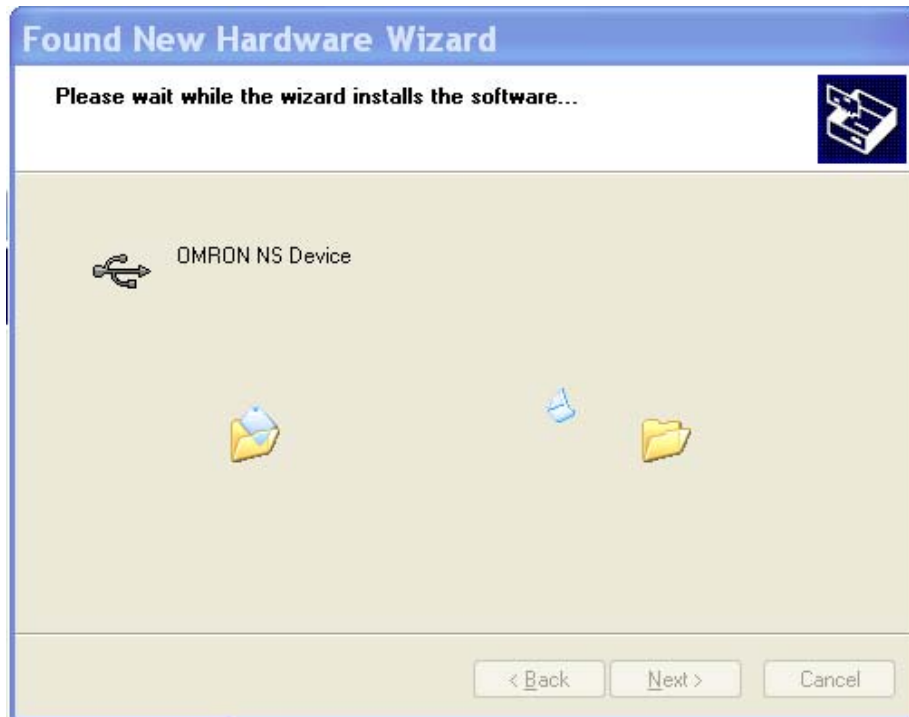 Found New Hardware Wizard
Please wait while the wizard installs the software...
OMRON NS Device
< Back Next > Cancel